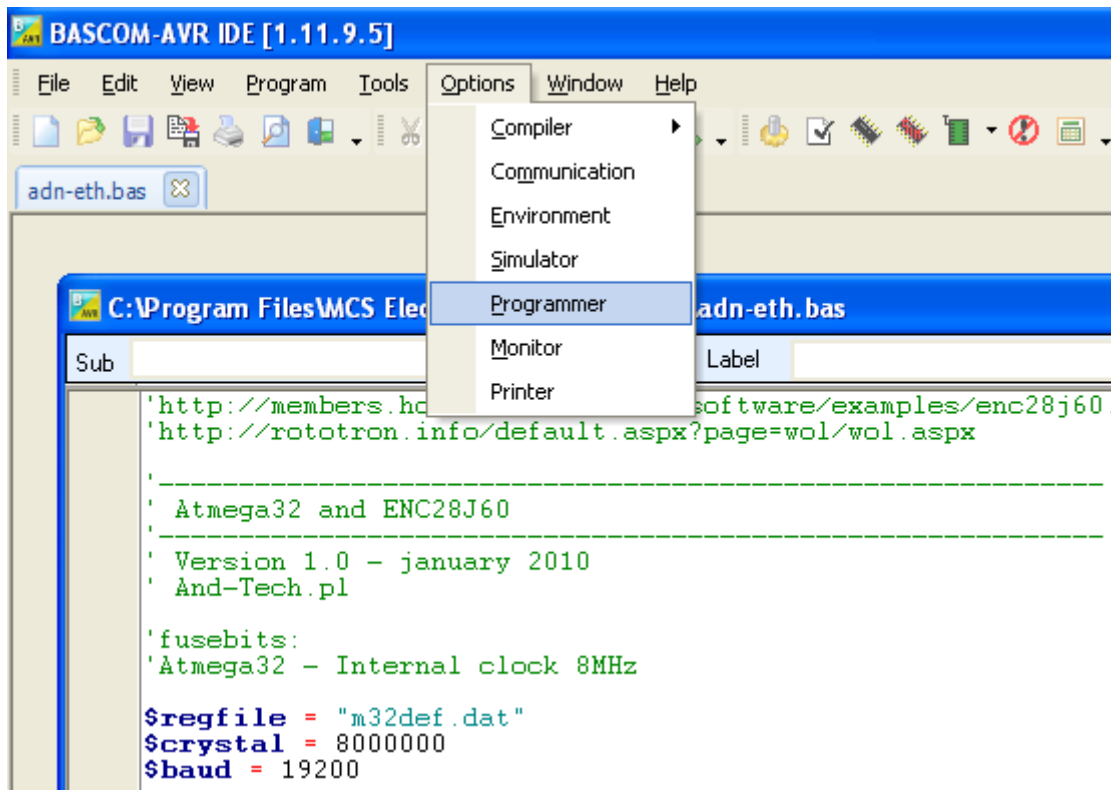 BASCOM-AVR IDE [1.11.9.5]
File Edit View Program Tools Options Window Help
Compiler
Communication
Environment
Simulator
Programmer
Monitor
Printer
adn-eth.bas
C:\Program Files\MCS Elec adn-eth.bas
Sub Label
'http://members.ho software/examples/enc28j60.
'http://rototron.info/default.aspx?page=wol/wol.aspx
'-----------------------------------------------------------
' Atmega32 and ENC28J60
'-----------------------------------------------------------
' Version 1.0 - january 2010
' And-Tech.pl
'fusebits:
'Atmega32 - Internal clock 8MHz
$regfile = "m32def.dat"
$crystal = 8000000
$baud = 19200